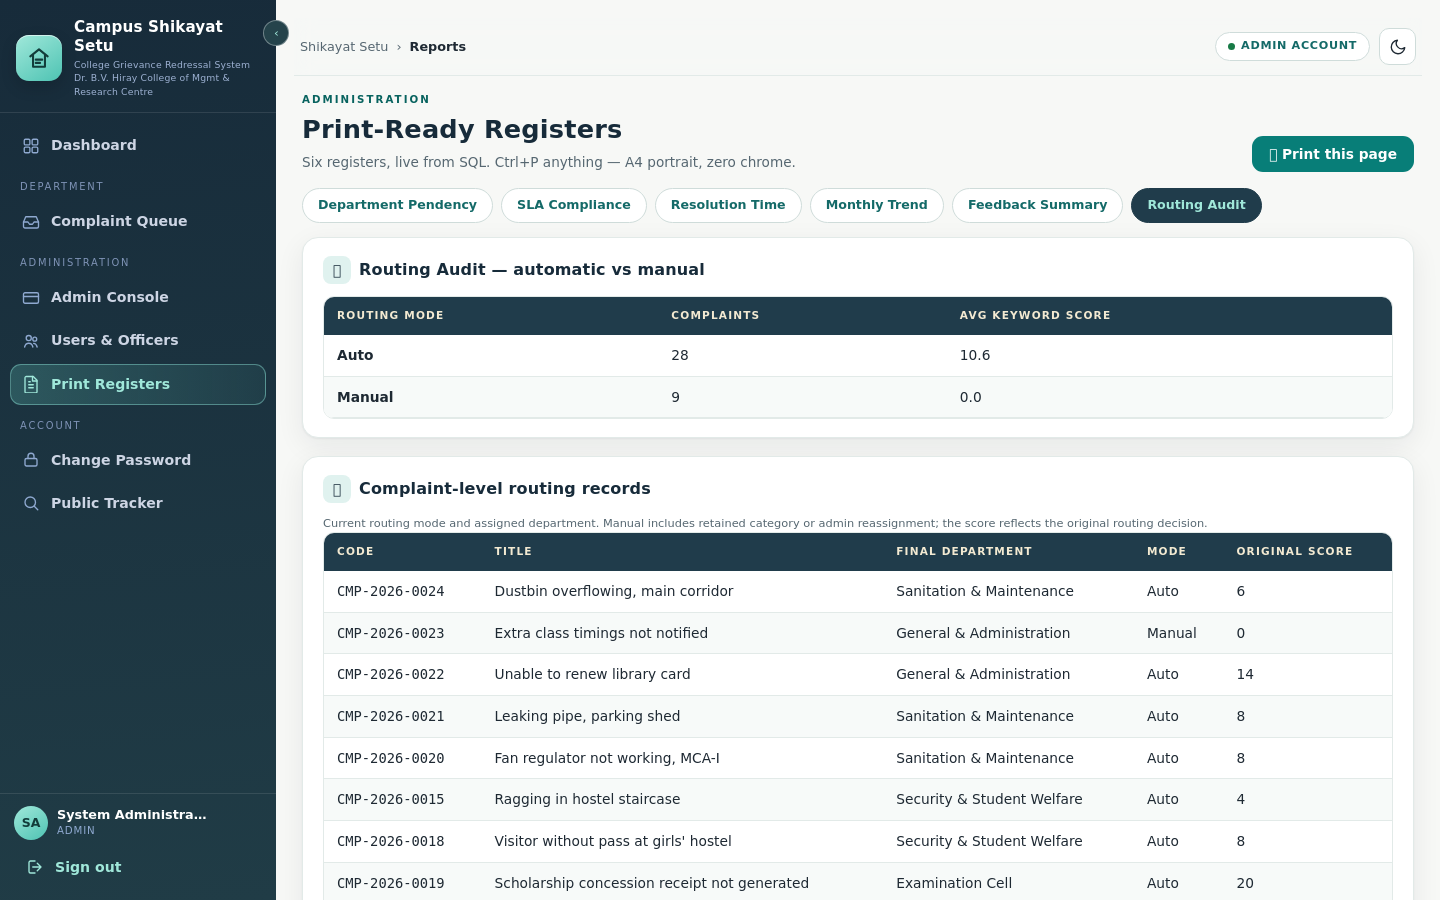 Campus Shikayat
Setu
College Grievance Redressal System
Dr. B.V. Hiray College of Mgmt &
Research Centre
Dashboard
DEPARTMENT
Complaint Queue
ADMINISTRATION
Admin Console
Users & Officers
Print Registers
ACCOUNT
Change Password
Public Tracker
SA
System Administra...
ADMIN
Sign out
Shikayat Setu › Reports
ADMIN ACCOUNT
ADMINISTRATION
Print-Ready Registers
Six registers, live from SQL. Ctrl+P anything — A4 portrait, zero chrome.
Print this page
Department Pendency
SLA Compliance
Resolution Time
Monthly Trend
Feedback Summary
Routing Audit
Routing Audit — automatic vs manual
ROUTING MODE COMPLAINTS AVG KEYWORD SCORE
Auto 28 10.6
Manual 9 0.0
Complaint-level routing records
Current routing mode and assigned department. Manual includes retained category or admin reassignment; the score reflects the original routing decision.
CODE TITLE FINAL DEPARTMENT MODE ORIGINAL SCORE
CMP-2026-0024 Dustbin overflowing, main corridor Sanitation & Maintenance Auto 6
CMP-2026-0023 Extra class timings not notified General & Administration Manual 0
CMP-2026-0022 Unable to renew library card General & Administration Auto 14
CMP-2026-0021 Leaking pipe, parking shed Sanitation & Maintenance Auto 8
CMP-2026-0020 Fan regulator not working, MCA-I Sanitation & Maintenance Auto 8
CMP-2026-0015 Ragging in hostel staircase Security & Student Welfare Auto 4
CMP-2026-0018 Visitor without pass at girls' hostel Security & Student Welfare Auto 8
CMP-2026-0019 Scholarship concession receipt not generated Examination Cell Auto 20